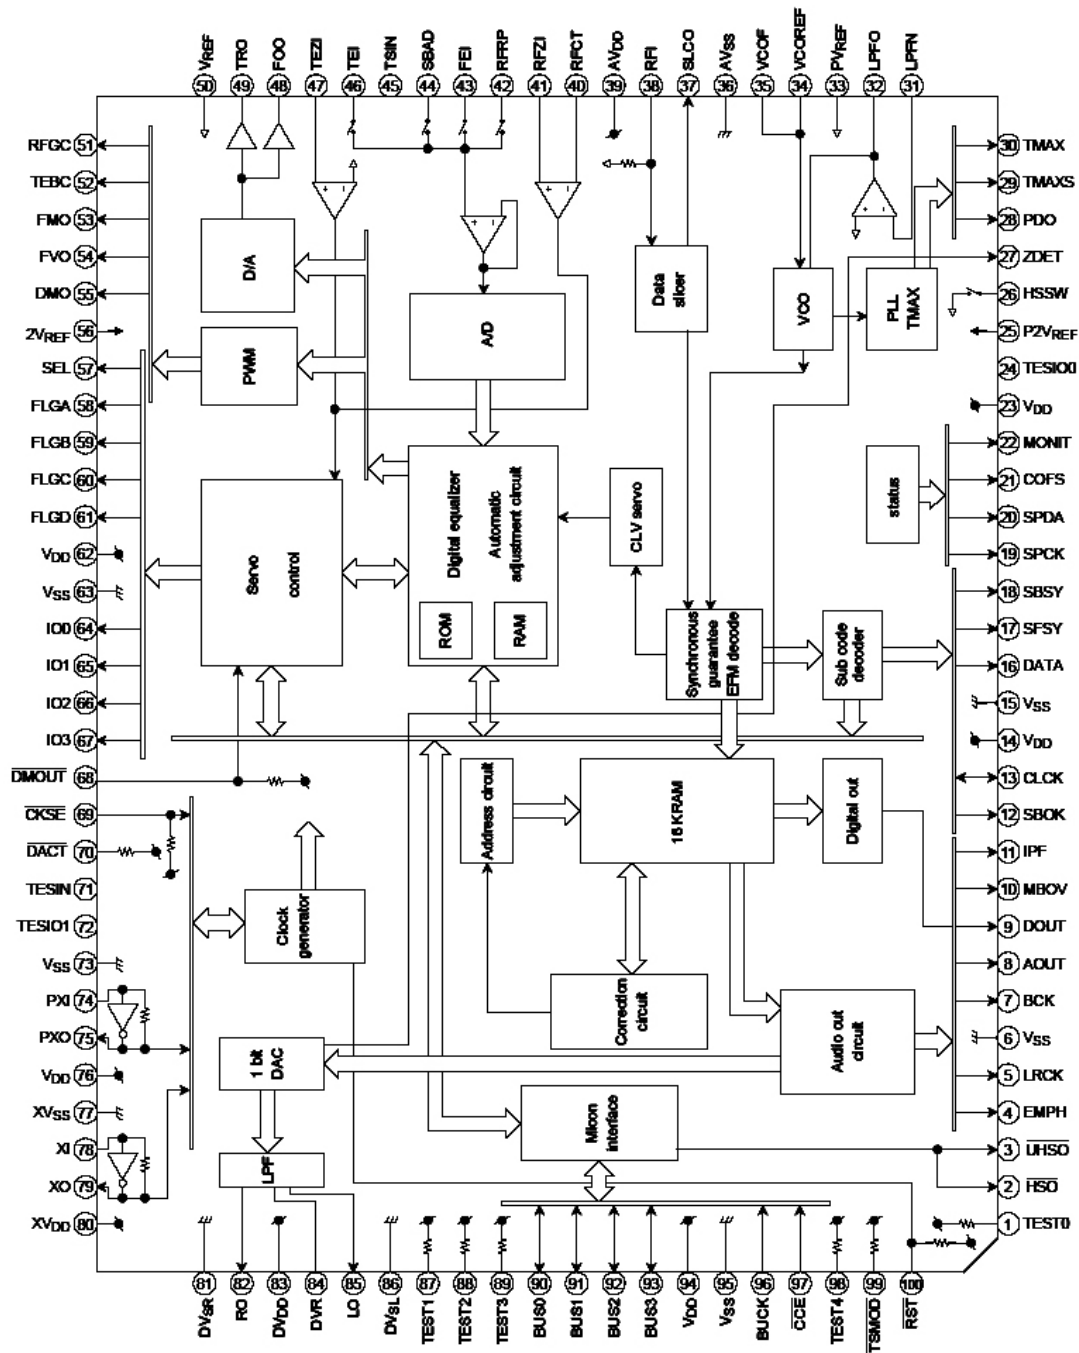 VREF 50
TRO 49
FOO 48
TEZI 47
TEI 46
TSIN 45
SBAD 44
FEI 43
RFRP 42
RFZI 41
RFCT 40
AVDD 39
RFI 38
SLCO 37
AVSS 36
VCOF 35
VCOREF 34
PVREF 33
LPFO 32
LPFN 31
RFGC 51
TEBC 52
FMO 53
FVO 54
DMO 55
2VREF 56
SEL 57
FLGA 58
FLGB 59
FLGC 60
FLGD 61
VDD 62
VSS 63
IO0 64
IO1 65
IO2 66
IO3 67
DMOUT 68
CKSE 69
DACT 70
TESIN 71
TESIO1 72
VSS 73
PXI 74
PXO 75
VDD 76
XVSS 77
XI 78
XO 79
XVDD 80
D/A
PWM
A/D
Data
slicer
VCO
PLL
TMAX
status
Servo
control
Digital equalizer
Automatic
adjustment circuit
ROM
RAM
CLV servo
Synchronous
guarantee
EFM decode
Sub code
decoder
Address circuit
16 KRAM
Digital out
Clock
generator
Correction
circuit
Audio out
circuit
1 bit
DAC
LPF
Micon
interface
30 TMAX
29 TMAXS
28 PDO
27 ZDET
26 HSSW
25 P2VREF
24 TESIO0
23 VDD
22 MONIT
21 COFS
20 SPDA
19 SPCK
18 SBSY
17 SFSY
16 DATA
15 VSS
14 VDD
13 CLCK
12 SBOK
11 IPF
10 MBOV
9 DOUT
8 AOUT
7 BCK
6 VSS
5 LRCK
4 EMPH
3 UHSO
2 HSO
1 TEST0
81 DVSR
82 RO
83 DVDD
84 DVR
85 LO
86 DVSL
87 TEST1
88 TEST2
89 TEST3
90 BUS0
91 BUS1
92 BUS2
93 BUS3
94 VDD
95 VSS
96 BUCK
97 CCE
98 TEST4
99 TSMOD
100 RST